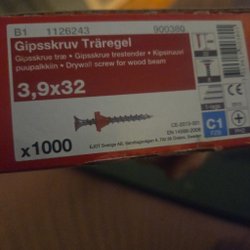 B1 1126243 900389
Gipsskruv Träregel
Gipsskrue træ • Gipsskrue trestender • Kipsiruuvi
puupalkkiin • Drywall screw for wood beam
3,9x32
x1000
C1